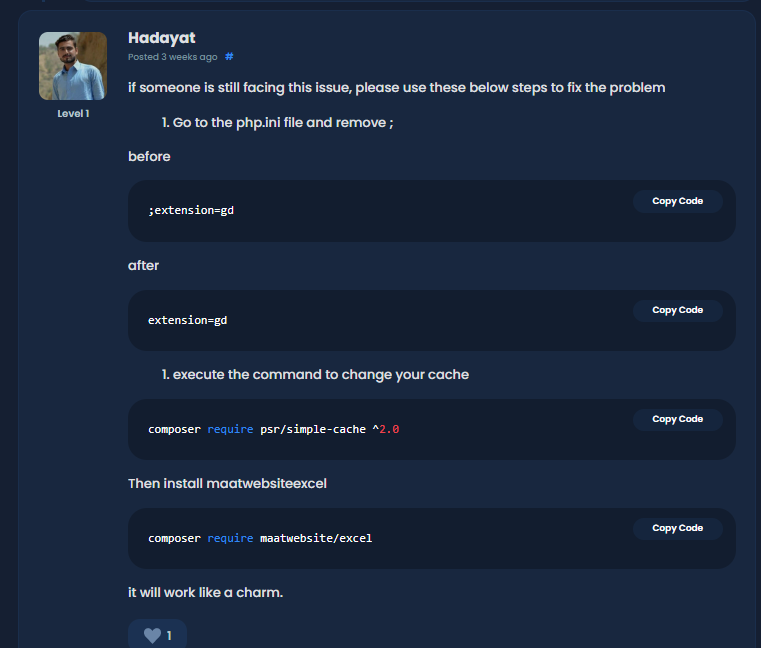 Hadayat
Posted 3 weeks ago #
Level 1
if someone is still facing this issue, please use these below steps to fix the problem
1. Go to the php.ini file and remove ;
before
Copy Code
;extension=gd
after
Copy Code
extension=gd
1. execute the command to change your cache
Copy Code
composer require psr/simple-cache ^2.0
Then install maatwebsiteexcel
Copy Code
composer require maatwebsite/excel
it will work like a charm.
1